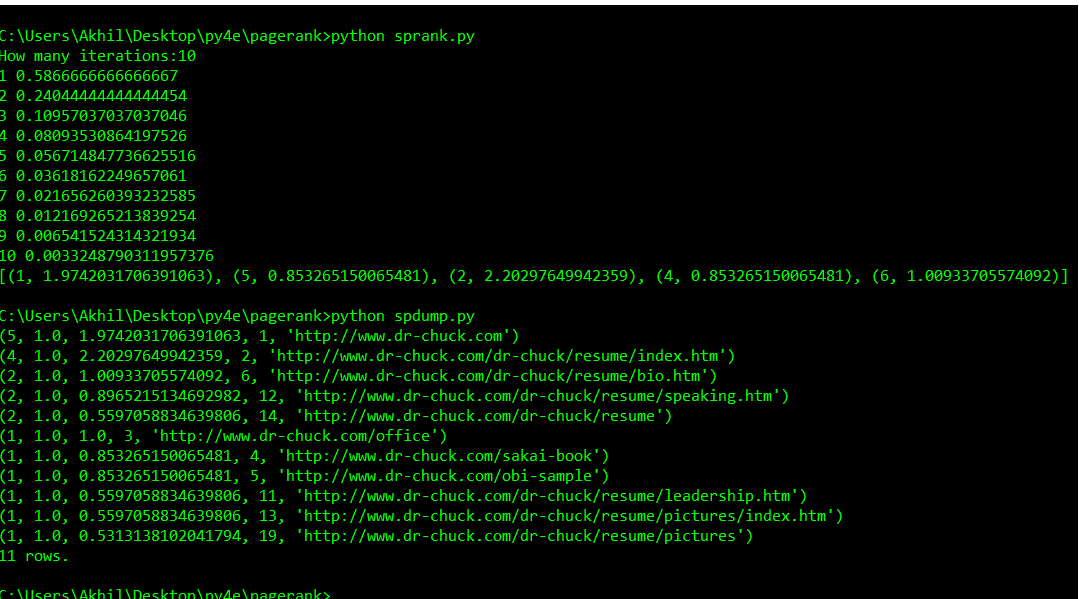 C:\Users\Akhil\Desktop\py4e\pagerank>python sprank.py
How many iterations:10
1 0.5866666666666667
2 0.24044444444444454
3 0.10957037037037046
4 0.08093530864197526
5 0.056714847736625516
6 0.03618162249657061
7 0.021656260393232585
8 0.012169265213839254
9 0.006541524314321934
10 0.0033248790311957376
[(1, 1.9742031706391063), (5, 0.853265150065481), (2, 2.20297649942359), (4, 0.853265150065481), (6, 1.00933705574092)]
C:\Users\Akhil\Desktop\py4e\pagerank>python spdump.py
(5, 1.0, 1.9742031706391063, 1, 'http://www.dr-chuck.com')
(4, 1.0, 2.20297649942359, 2, 'http://www.dr-chuck.com/dr-chuck/resume/index.htm')
(2, 1.0, 1.00933705574092, 6, 'http://www.dr-chuck.com/dr-chuck/resume/bio.htm')
(2, 1.0, 0.8965215134692982, 12, 'http://www.dr-chuck.com/dr-chuck/resume/speaking.htm')
(2, 1.0, 0.5597058834639806, 14, 'http://www.dr-chuck.com/dr-chuck/resume')
(1, 1.0, 1.0, 3, 'http://www.dr-chuck.com/office')
(1, 1.0, 0.853265150065481, 4, 'http://www.dr-chuck.com/sakai-book')
(1, 1.0, 0.853265150065481, 5, 'http://www.dr-chuck.com/obi-sample')
(1, 1.0, 0.5597058834639806, 11, 'http://www.dr-chuck.com/dr-chuck/resume/leadership.htm')
(1, 1.0, 0.5597058834639806, 13, 'http://www.dr-chuck.com/dr-chuck/resume/pictures/index.htm')
(1, 1.0, 0.5313138102041794, 19, 'http://www.dr-chuck.com/dr-chuck/resume/pictures')
11 rows.
C:\Users\Akhil\Desktop\py4e\pagerank>